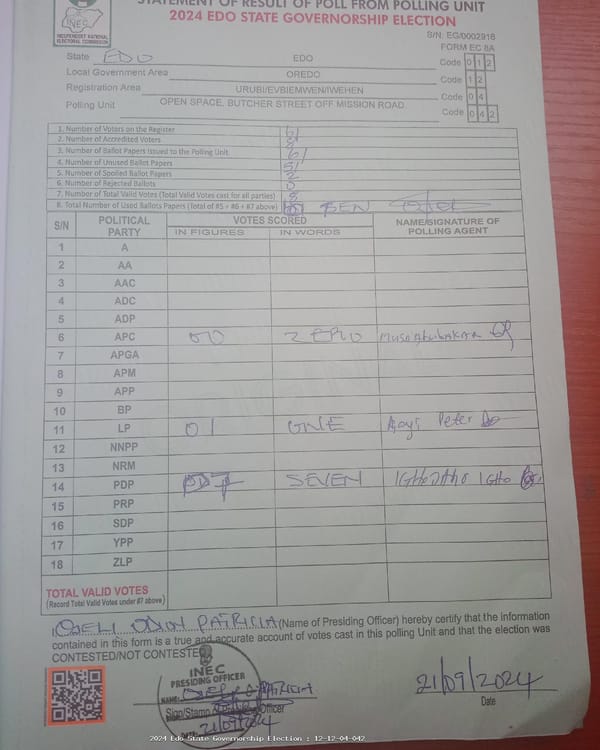 STATEMENT OF RESULT OF POLL FROM POLLING UNIT
2024 EDO STATE GOVERNORSHIP ELECTION
INEC
INDEPENDENT NATIONAL
ELECTORAL COMMISSION
S/N: EG/0002918
FORM EC 8A
State EDO EDO Code 0 1 2
Local Government Area OREDO Code 1 2
Registration Area URUBI/EVBIEMWEN/IWEHEN Code 0 4
Polling Unit OPEN SPACE, BUTCHER STREET OFF MISSION ROAD Code 0 4 2
1. Number of Voters on the Register 61
2. Number of Accredited Voters 8
3. Number of Ballot Papers Issued to the Polling Unit 61
4. Number of Unused Ballot Papers 51
5. Number of Spoiled Ballot Papers 2
6. Number of Rejected Ballots 0
7. Number of Total Valid Votes (Total Valid Votes cast for all parties) 8
8. Total Number of Used Ballots Papers (Total of #5 + #6 + #7 above) TEN
S/N POLITICAL PARTY VOTES SCORED NAME/SIGNATURE OF POLLING AGENT
IN FIGURES IN WORDS
1 A
2 AA
3 AAC
4 ADC
5 ADP
6 APC 00 ZERO Musa Abubakar
7 APGA
8 APM
9 APP
10 BP
11 LP 01 ONE Peter
12 NNPP
13 NRM
14 PDP 07 SEVEN IGHODAHO IGHO
15 PRP
16 SDP
17 YPP
18 ZLP
TOTAL VALID VOTES
(Record Total Valid Votes under #7 above)
I, OSELI ODION PATRICIA (Name of Presiding Officer) hereby certify that the information
contained in this form is a true and accurate account of votes cast in this polling Unit and that the election was
CONTESTED/NOT CONTESTED
INEC
PRESIDING OFFICER
NAME: OSELI O PATRICIA
Sign/Stamp of Presiding Officer
DATE: 21/09/2024
21/09/2024
Date
2024 Edo State Governorship Election : 12-12-04-042